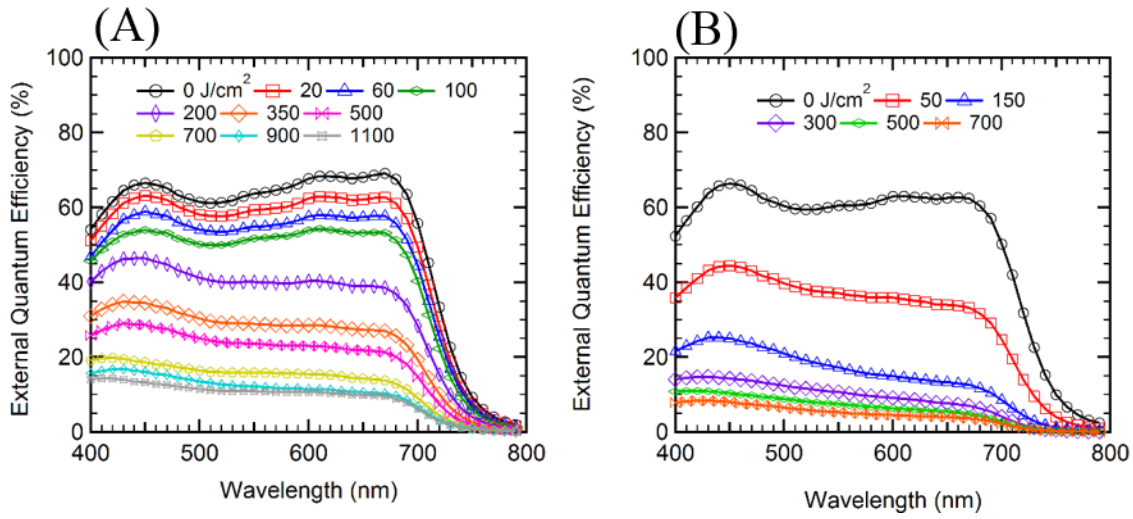 (A)
100
80
60
40
20
0
External Quantum Efficiency (%)
0 J/cm² 20 60 100
200 350 500
700 900 1100
400 500 600 700 800
Wavelength (nm)
(B)
100
80
60
40
20
0
External Quantum Efficiency (%)
0 J/cm² 50 150
300 500 700
400 500 600 700 800
Wavelength (nm)